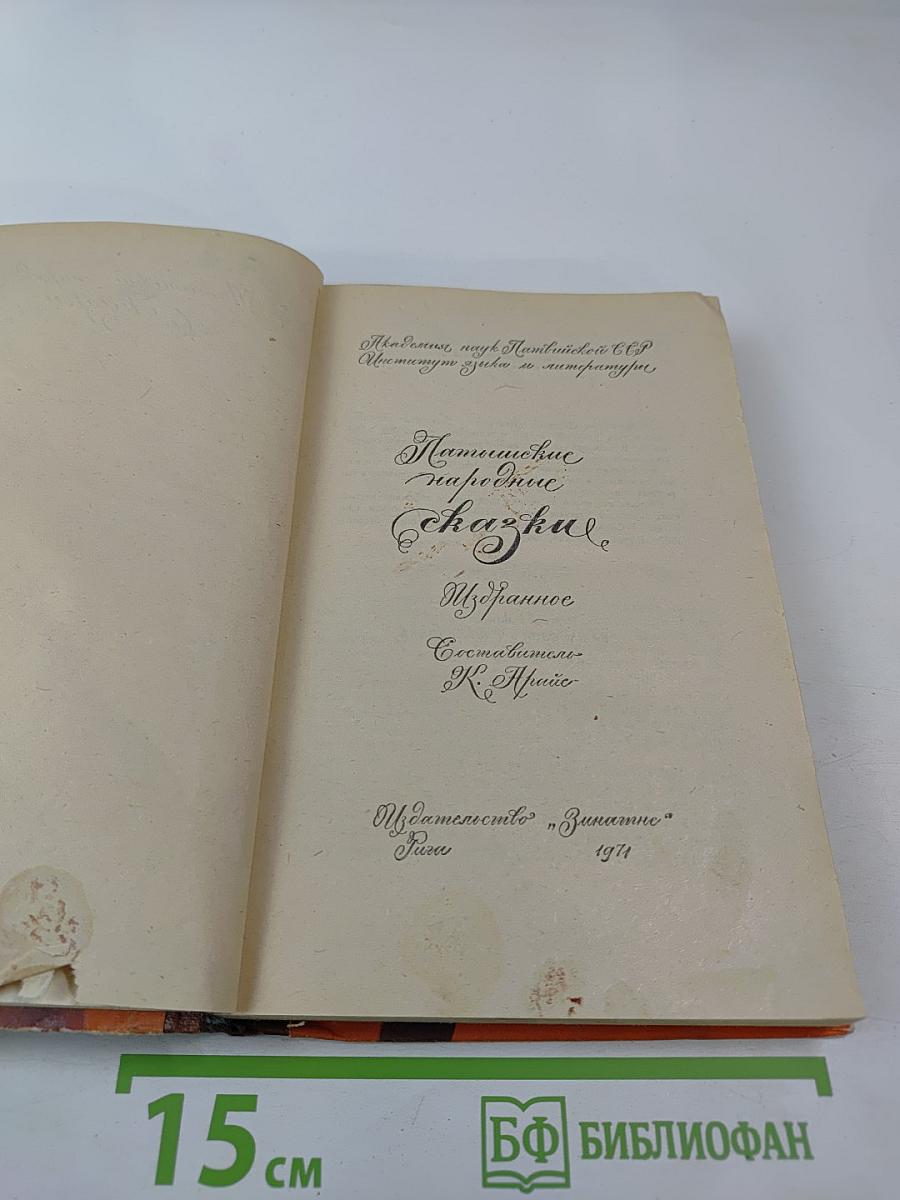 Академия наук Латвийской ССР
Институт языка и литературы
Латышские
народные
сказки
Избранное
Составитель
К. Арайс
Издательство „Зинатне“
Рига 1971
15 см
БФ БИБЛИОФАН